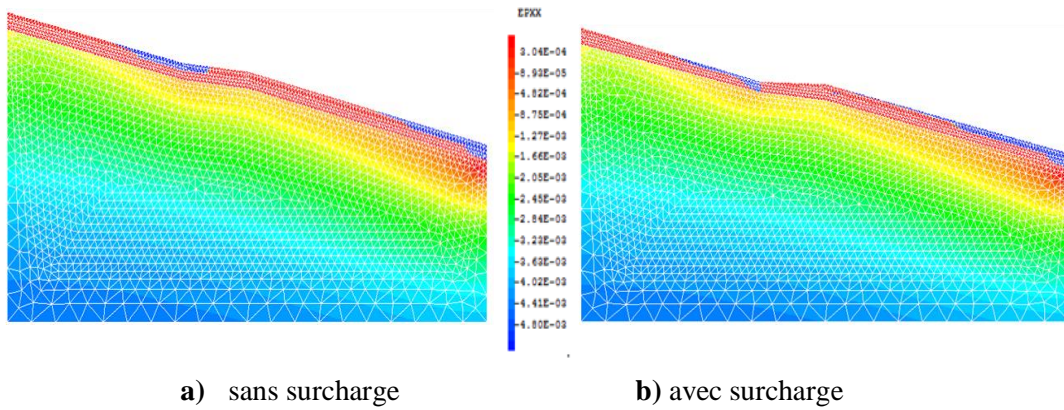 EPXX
3.04E-04
-8.93E-05
-4.82E-04
-8.75E-04
-1.27E-03
-1.66E-03
-2.05E-03
-2.45E-03
-2.84E-03
-3.23E-03
-3.62E-03
-4.02E-03
-4.41E-03
-4.80E-03
a) sans surcharge
b) avec surcharge